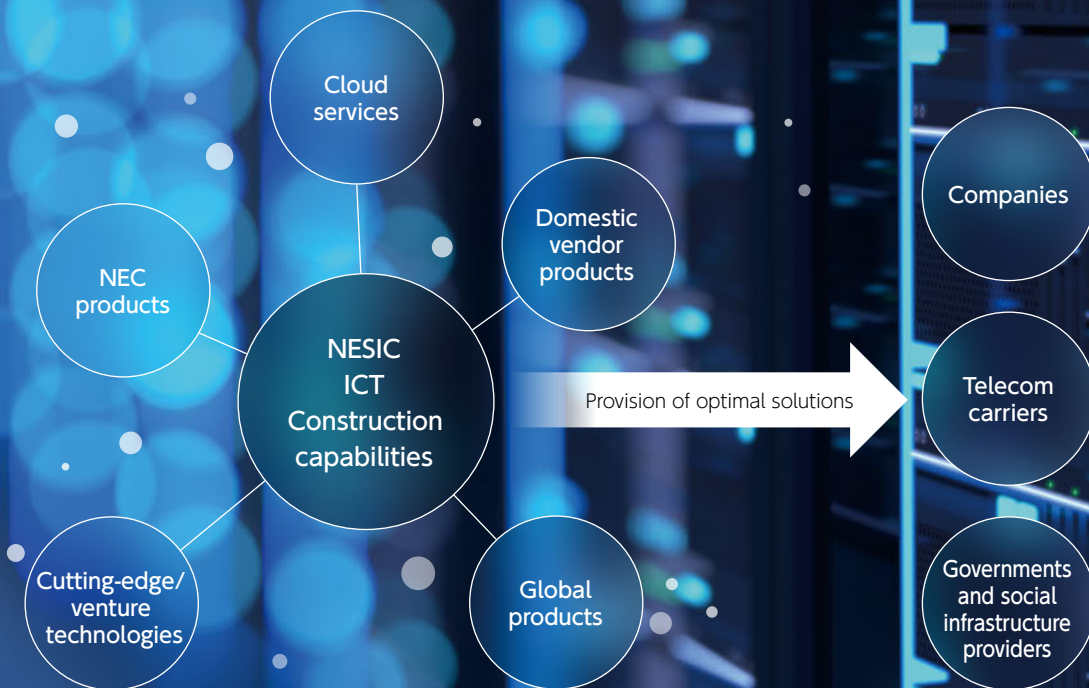 Cloud
services
Domestic
vendor
products
NEC
products
NESIC
ICT
Construction
capabilities
Cutting-edge/
venture
technologies
Global
products
Provision of optimal solutions
Companies
Telecom
carriers
Governments
and social
infrastructure
providers